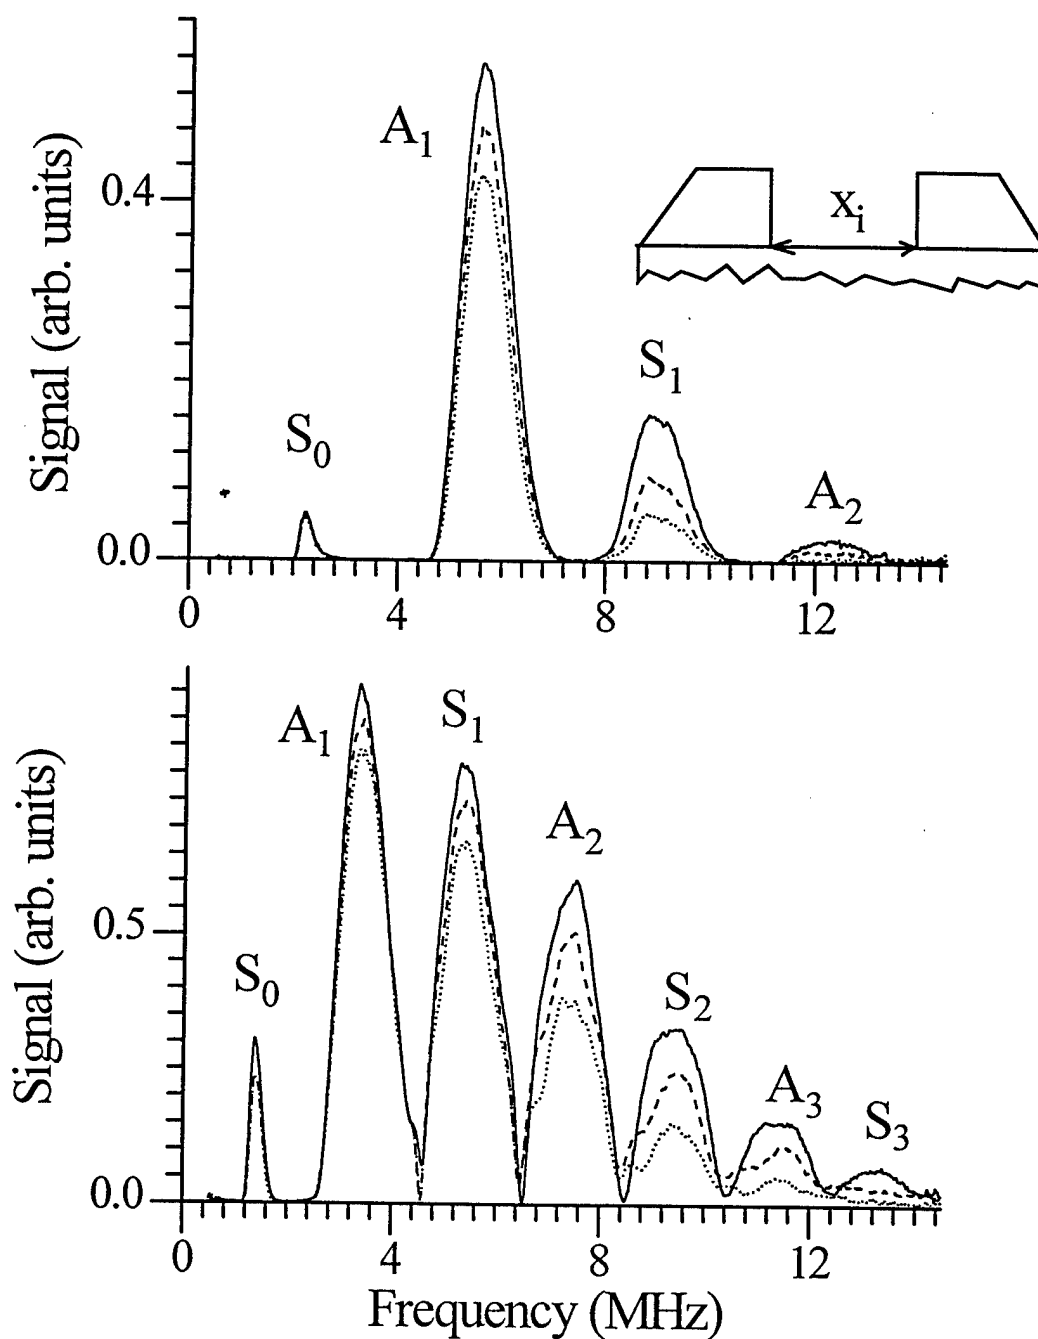 A1
Signal (arb. units)
0.4
xi
S1
S0
A2
0.0
0 4 8 12
A1
S1
Signal (arb. units)
A2
0.5
S0
S2
A3
S3
0.0
0 4 8 12
Frequency (MHz)